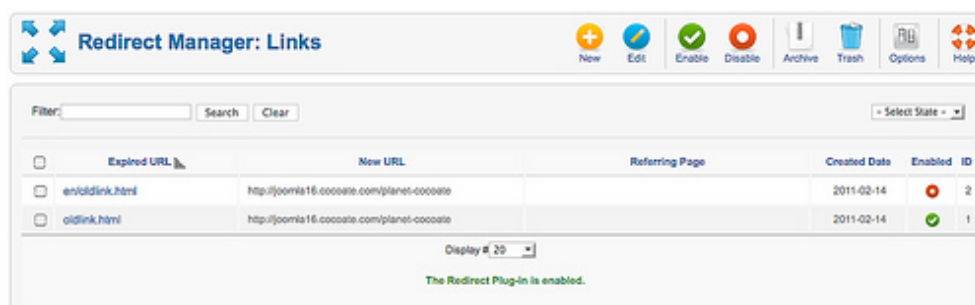 Redirect Manager: Links
New Edit Enable Disable Archive Trash Options Help
Filter: Search Clear - Select State -
Expired URL New URL Referring Page Created Date Enabled ID
en/oldlink.html http://joomla16.cocoate.com/planet-cocoate 2011-02-14 2
oldlink.html http://joomla16.cocoate.com/planet-cocoate 2011-02-14 1
Display # 20
The Redirect Plug-in is enabled.